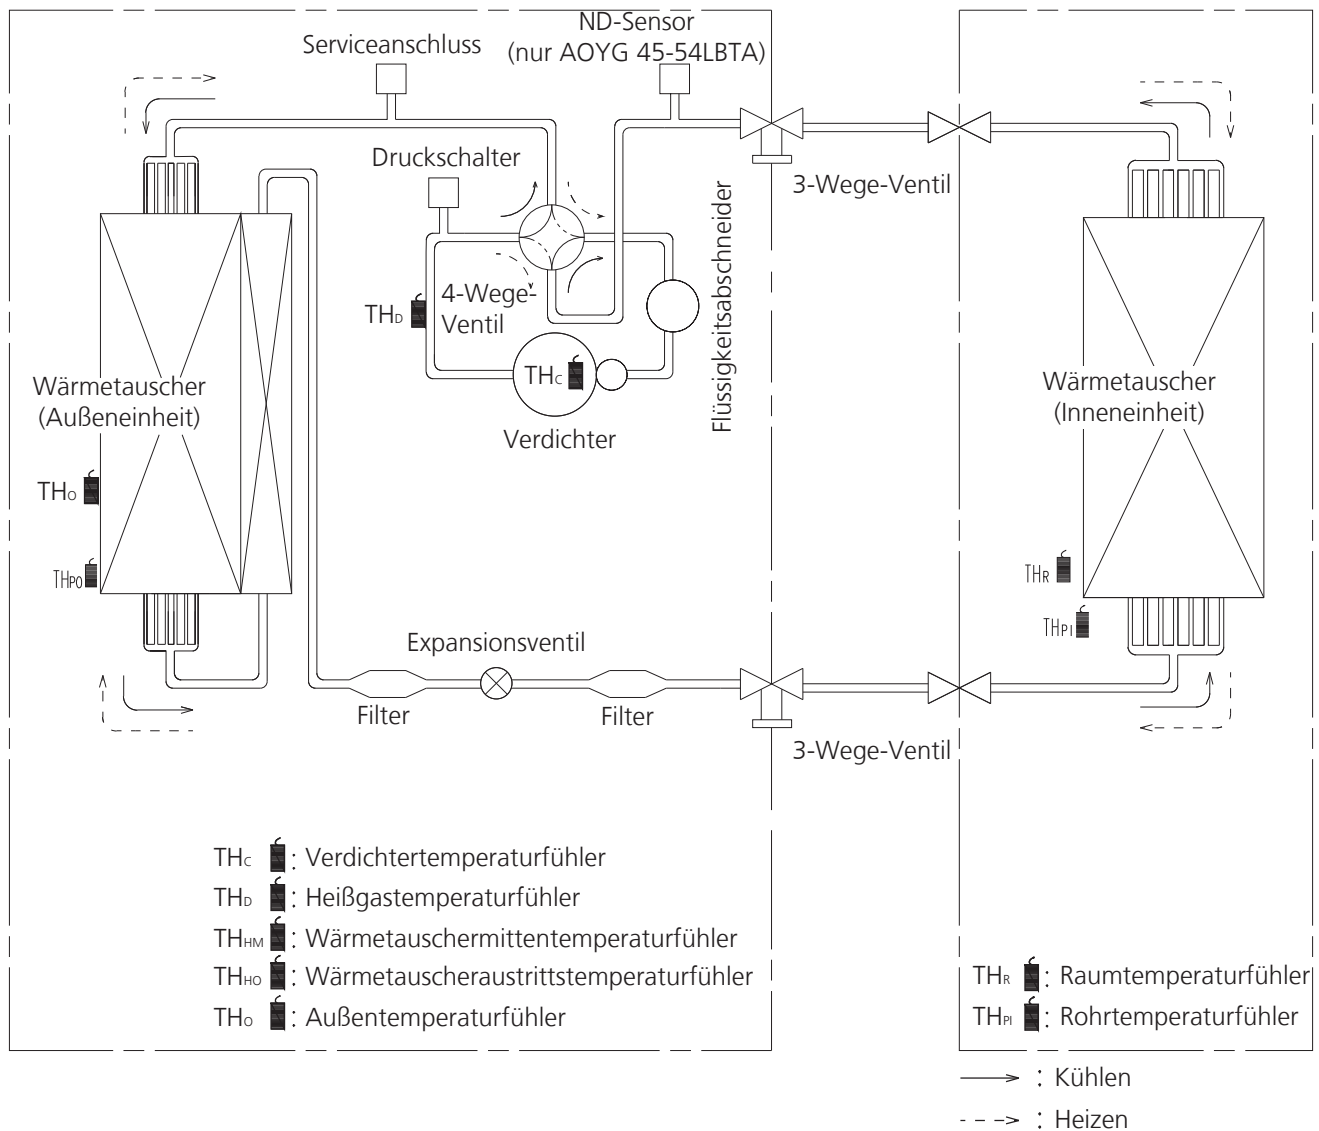 ND-Sensor
(nur AOYG 45-54LBTA)
Serviceanschluss
Druckschalter
3-Wege-Ventil
Flüssigkeitsabschneider
4-Wege-
Ventil
THD
THC
Verdichter
Wärmetauscher
(Außeneinheit)
Wärmetauscher
(Inneneinheit)
THO
THPO
THR
THPI
Expansionsventil
Filter
Filter
3-Wege-Ventil
THC : Verdichtertemperaturfühler
THD : Heißgastemperaturfühler
THHM : Wärmetauschermittentemperaturfühler
THHO : Wärmetauscheraustrittstemperaturfühler
THO : Außentemperaturfühler
THR : Raumtemperaturfühler
THPI : Rohrtemperaturfühler
: Kühlen
: Heizen